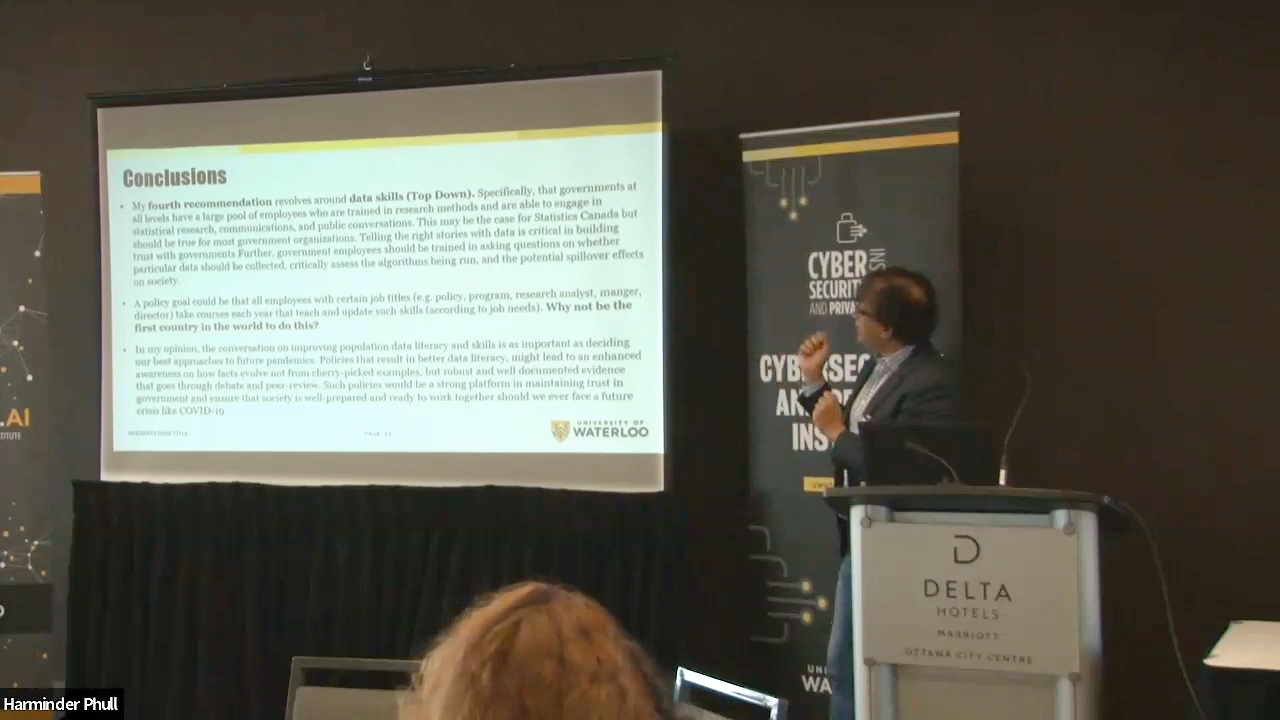 Conclusions
• My fourth recommendation revolves around data skills (Top Down). Specifically, that governments at
all levels have a large pool of employees who are trained in research methods and are able to engage in
statistical research, communications, and public conversations. This may be the case for Statistics Canada but
should be true for most government organizations. Telling the right stories with data is critical in building
trust with governments Further, government employees should be trained in asking questions on whether
particular data should be collected, critically assess the algorithms being run, and the potential spillover effects
on society.
• A policy goal could be that all employees with certain job titles (e.g. policy, program, research analyst, manger,
director) take courses each year that teach and update such skills (according to job needs). Why not be the
first country in the world to do this?
• In my opinion, the conversation on improving population data literacy and skills is as important as deciding
our best approaches to future pandemics. Policies that result in better data literacy, might lead to an enhanced
awareness on how facts evolve not from cherry-picked examples, but robust and well documented evidence
that goes through debate and peer-review. Such policies would be a strong platform in maintaining trust in
government and ensure that society is well-prepared and ready to work together should we ever face a future
crisis like COVID-19.
PRESENTATION TITLE
PAGE
UNIVERSITY OF
WATERLOO
.AI
CYBER
SECURI
AND PRIVA
INS
CYBERSEC
AN
INS
UNI
WA
DELTA
HOTELS
MARRIOTT
OTTAWA CITY CENTRE
Harminder Phull